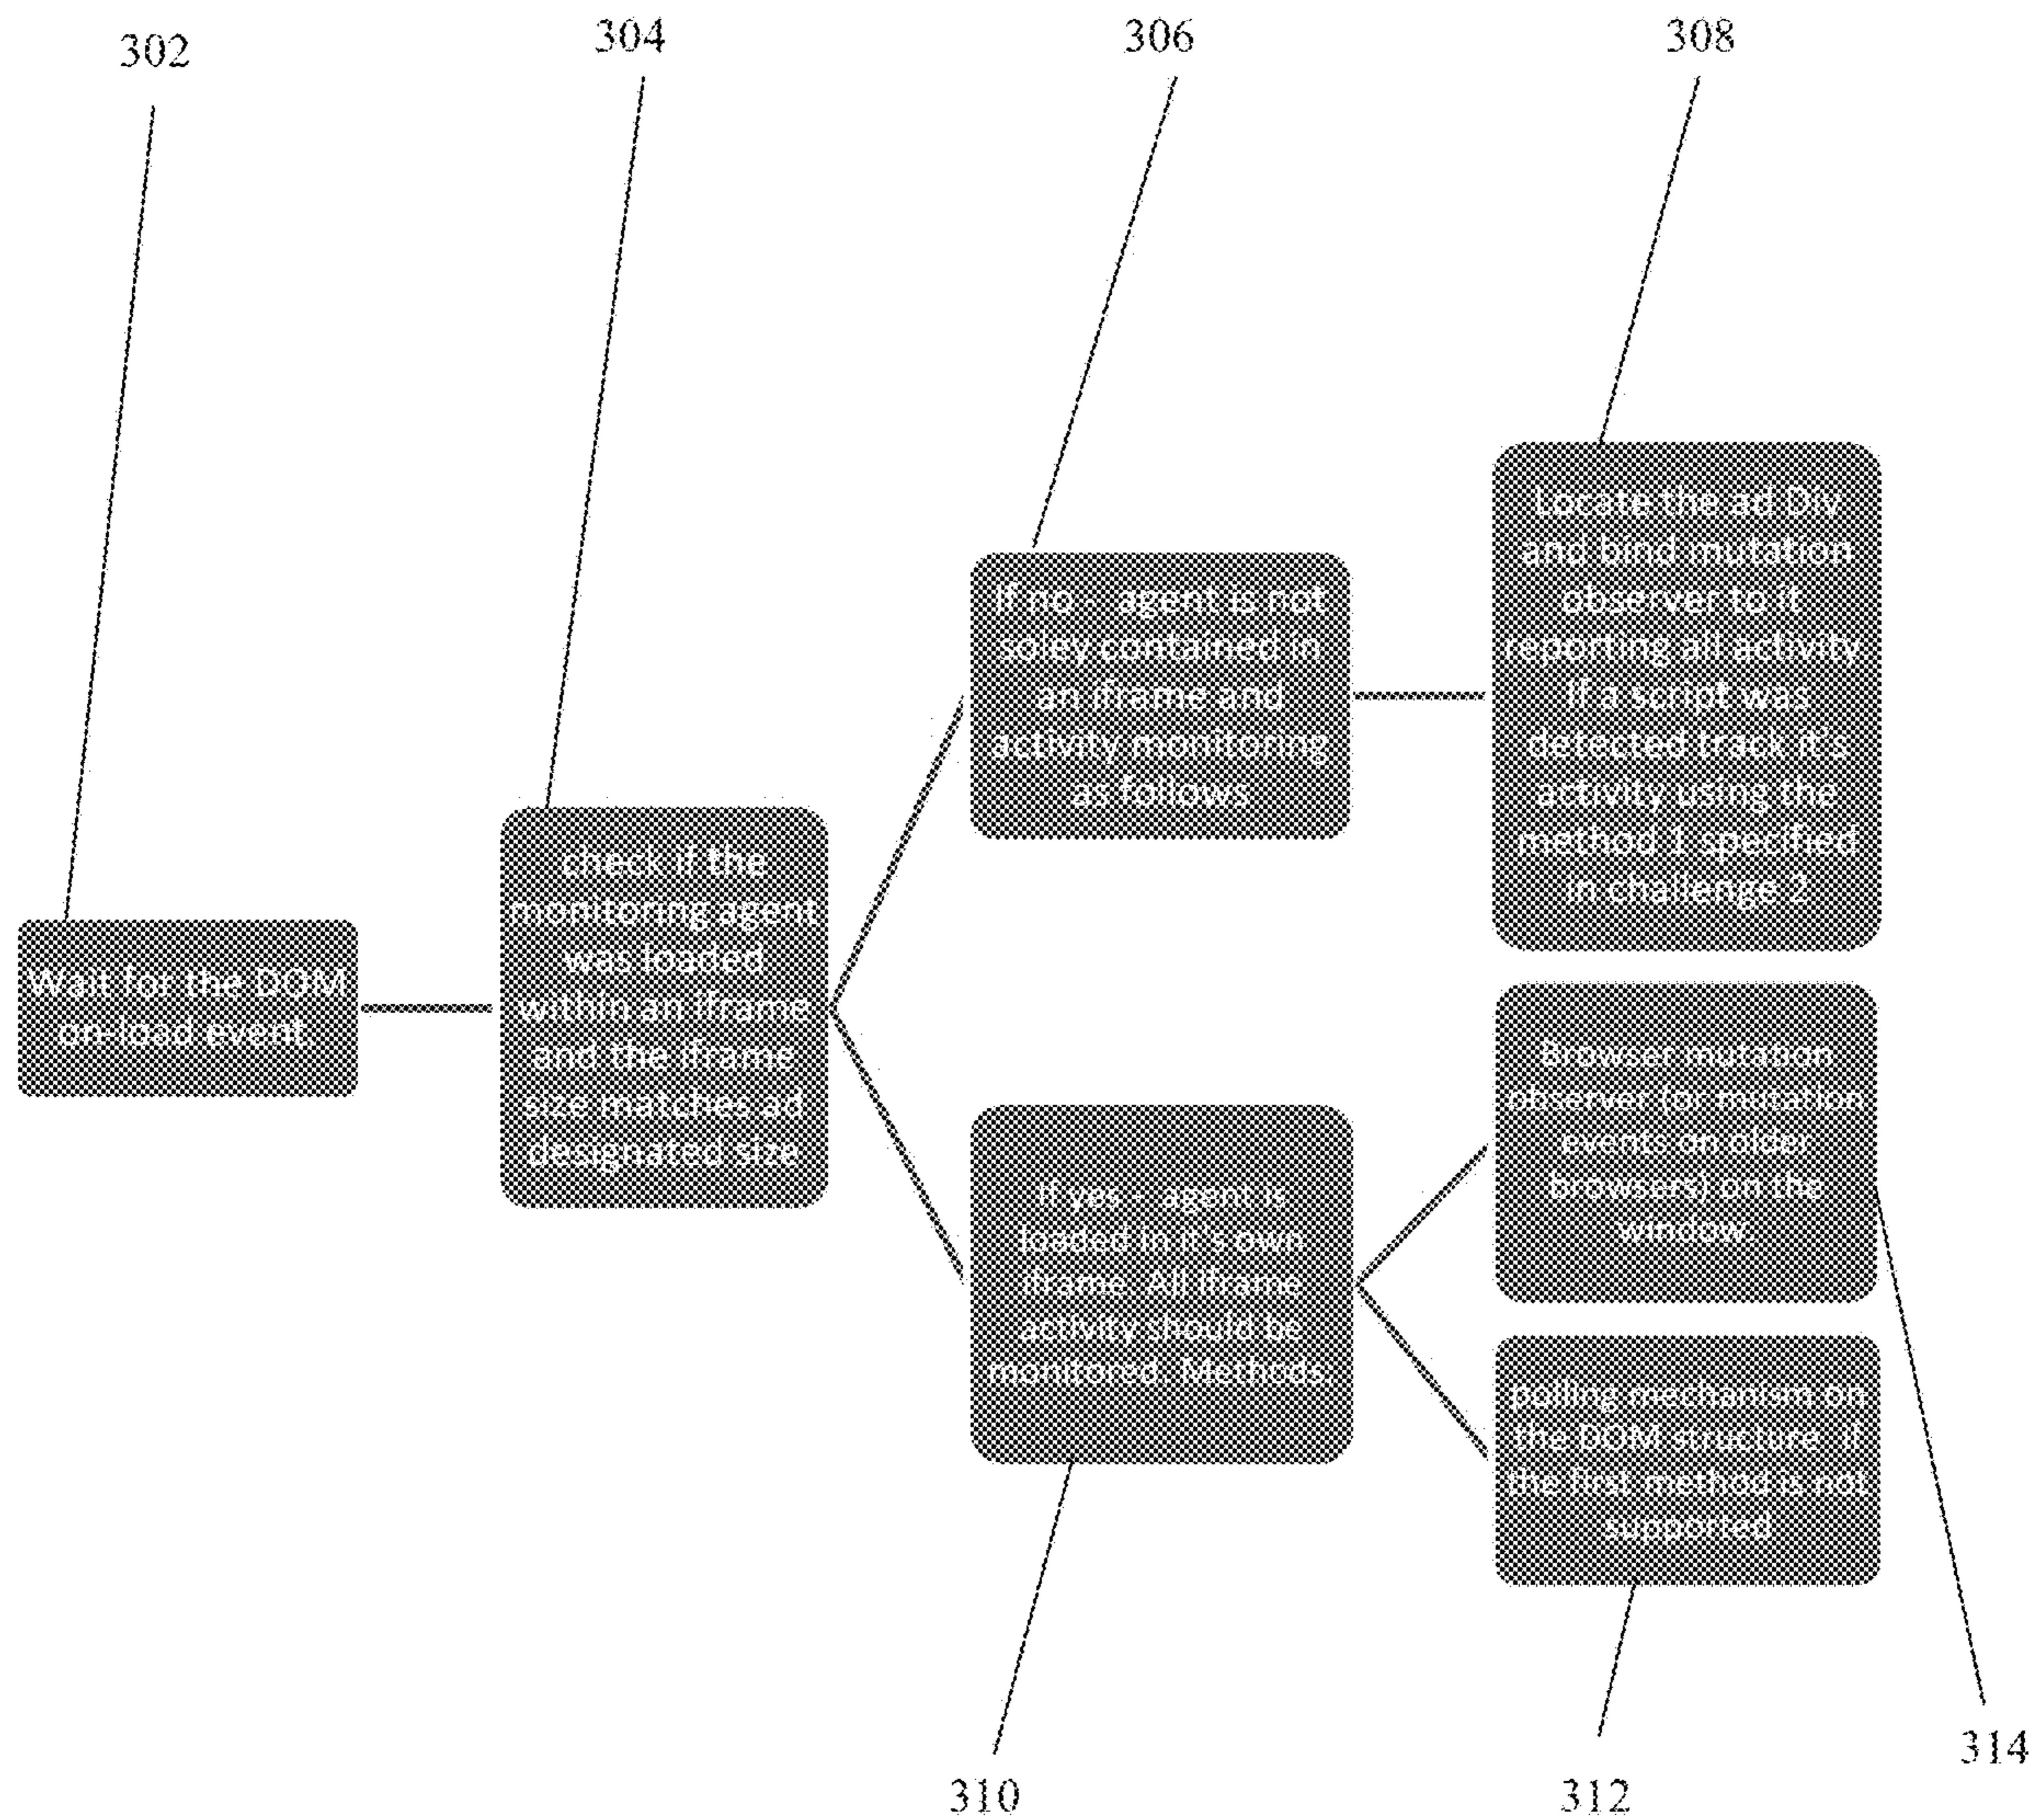 302
304
306
308
Wait for the DOM
on-load event
check if the
monitoring agent
was loaded
within an iframe
and the iframe
size matches ad
designated size
If no - agent is not
soley contained in
an iframe and
activity monitoring
as follows
Locate the ad Div
and bind mutation
observer to it
reporting all activity
If a script was
detected track it's
activity using the
method 1 specified
in challenge 2
If yes - agent is
loaded in it's own
iframe. All iframe
activity should be
monitored. Methods:
Browser mutation
observer (or mutation
events on older
browsers) on the
window
polling mechanism on
the DOM structure if
the first method is not
supported
310
312
314